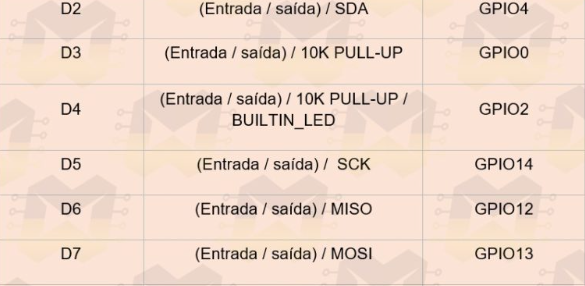 D2 (Entrada / saída) / SDA GPIO4
D3 (Entrada / saída) / 10K PULL-UP GPIO0
D4 (Entrada / saída) / 10K PULL-UP / BUILTIN_LED GPIO2
D5 (Entrada / saída) / SCK GPIO14
D6 (Entrada / saída) / MISO GPIO12
D7 (Entrada / saída) / MOSI GPIO13